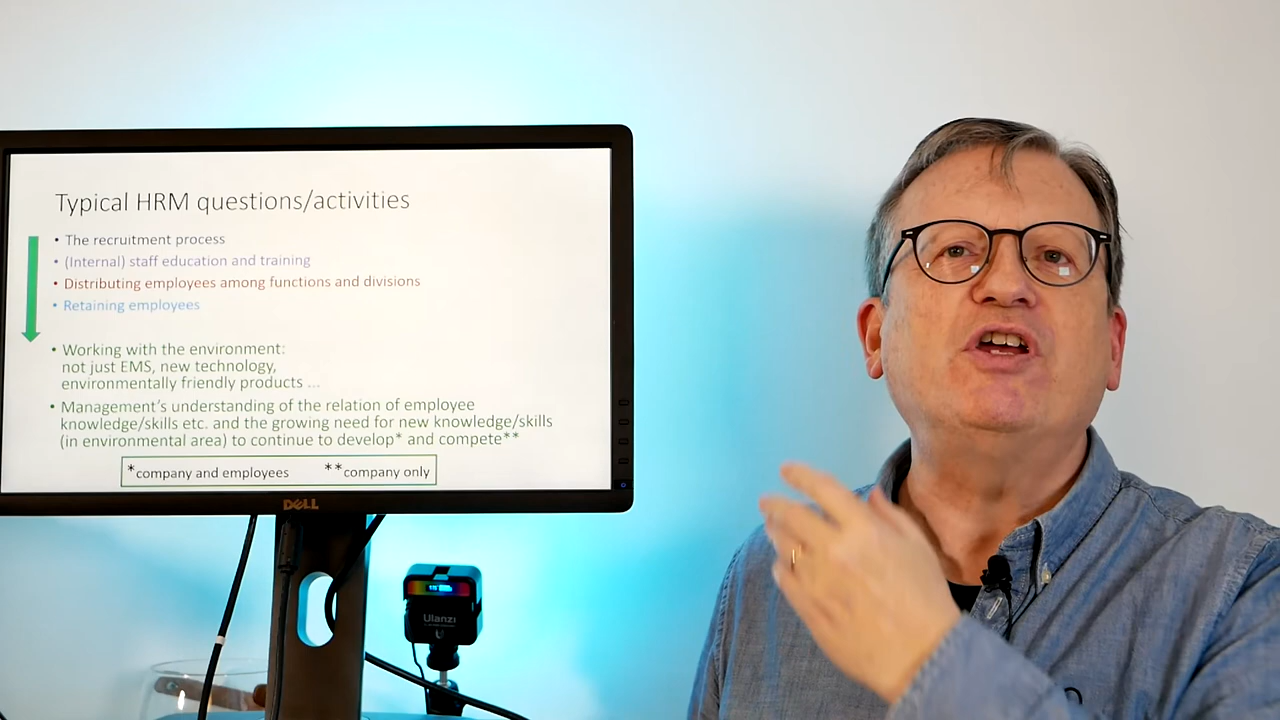 Typical HRM questions/activities
• The recruitment process
• (Internal) staff education and training
• Distributing employees among functions and divisions
• Retaining employees
• Working with the environment:
not just EMS, new technology,
environmentally friendly products ...
• Management's understanding of the relation of employee
knowledge/skills etc. and the growing need for new knowledge/skills
(in environmental area) to continue to develop* and compete**
*company and employees **company only
DELL
Ulanzi